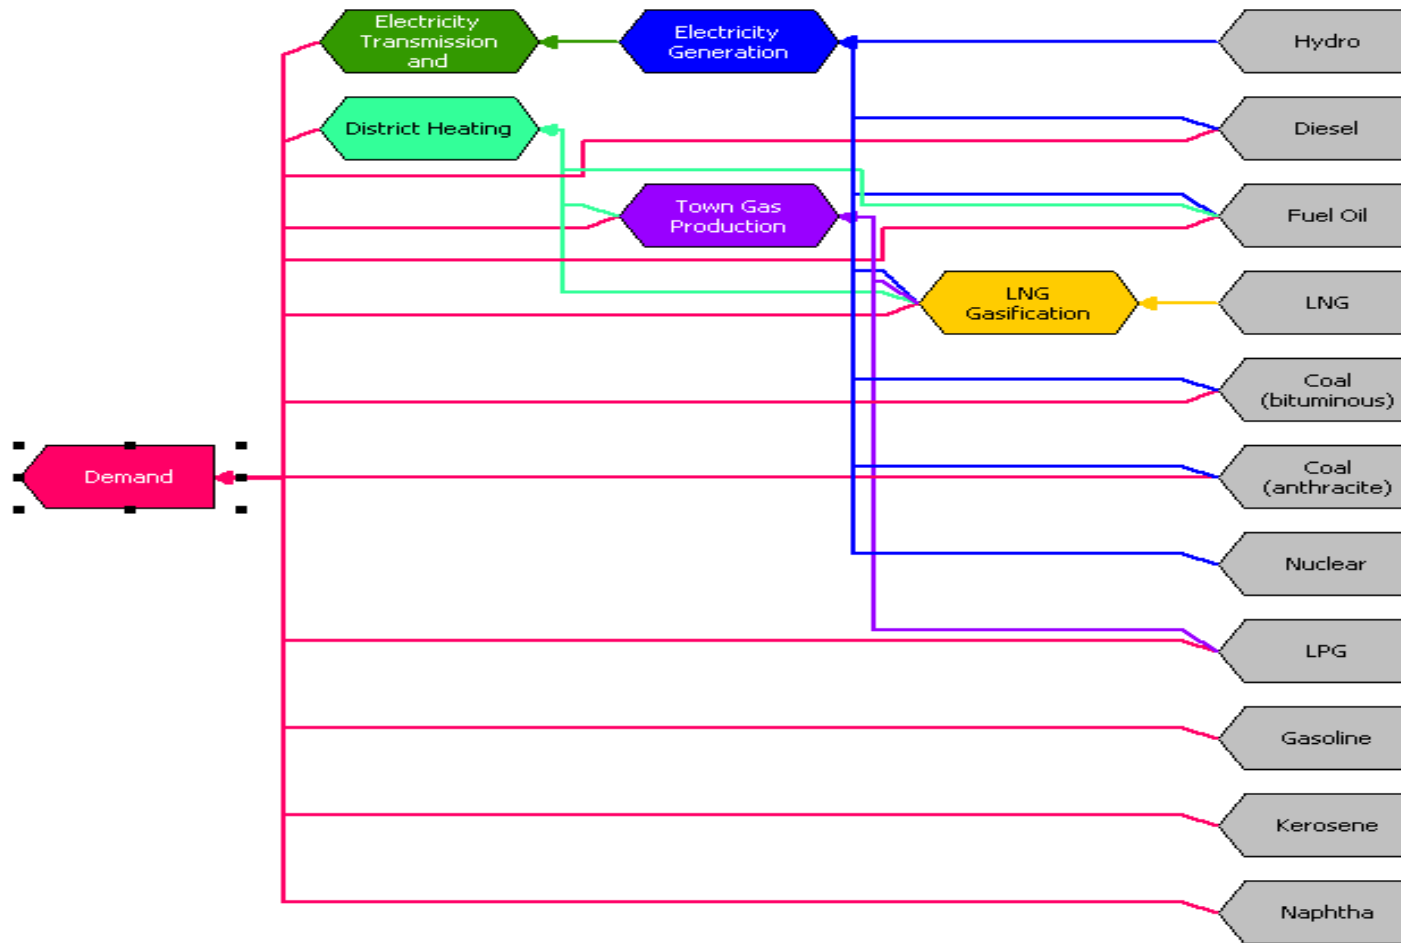 Electricity
Transmission
and
Electricity
Generation
Hydro
District Heating
Diesel
Town Gas
Production
Fuel Oil
LNG
Gasification
LNG
Coal
(bituminous)
Demand
Coal
(anthracite)
Nuclear
LPG
Gasoline
Kerosene
Naphtha